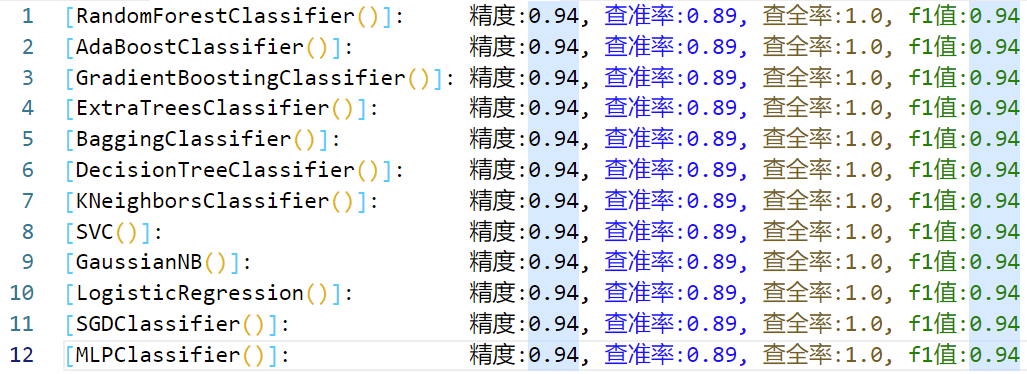 1 [RandomForestClassifier()]: 精度:0.94, 查准率:0.89, 查全率:1.0, f1值:0.94
2 [AdaBoostClassifier()]: 精度:0.94, 查准率:0.89, 查全率:1.0, f1值:0.94
3 [GradientBoostingClassifier()]: 精度:0.94, 查准率:0.89, 查全率:1.0, f1值:0.94
4 [ExtraTreesClassifier()]: 精度:0.94, 查准率:0.89, 查全率:1.0, f1值:0.94
5 [BaggingClassifier()]: 精度:0.94, 查准率:0.89, 查全率:1.0, f1值:0.94
6 [DecisionTreeClassifier()]: 精度:0.94, 查准率:0.89, 查全率:1.0, f1值:0.94
7 [KNeighborsClassifier()]: 精度:0.94, 查准率:0.89, 查全率:1.0, f1值:0.94
8 [SVC()]: 精度:0.94, 查准率:0.89, 查全率:1.0, f1值:0.94
9 [GaussianNB()]: 精度:0.94, 查准率:0.89, 查全率:1.0, f1值:0.94
10 [LogisticRegression()]: 精度:0.94, 查准率:0.89, 查全率:1.0, f1值:0.94
11 [SGDClassifier()]: 精度:0.94, 查准率:0.89, 查全率:1.0, f1值:0.94
12 [MLPClassifier()]: 精度:0.94, 查准率:0.89, 查全率:1.0, f1值:0.94